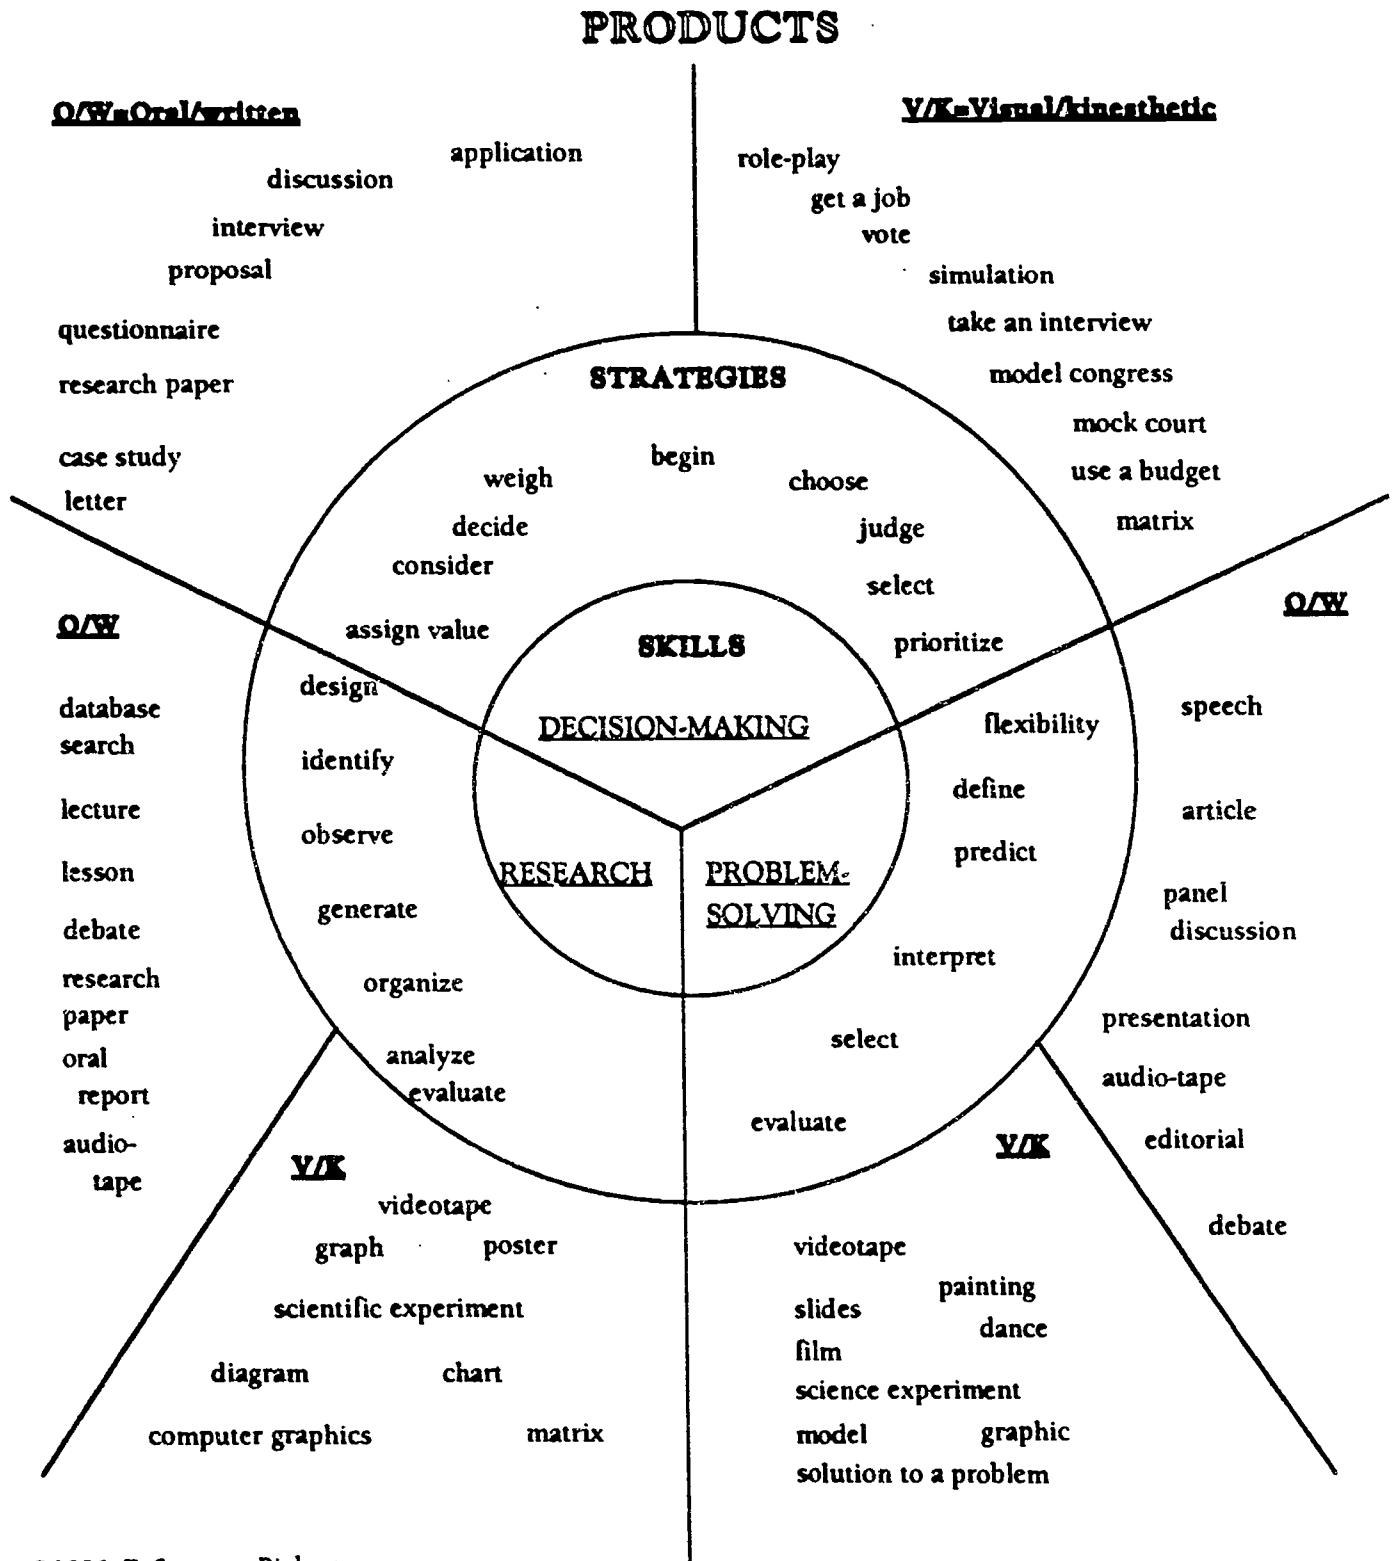 PRODUCTS
O/W=Oral/written
application
discussion
interview
proposal
questionnaire
research paper
case study
letter
V/K=Visual/kinesthetic
role-play
get a job
vote
simulation
take an interview
model congress
mock court
use a budget
matrix
STRATEGIES
begin
weigh
choose
decide
judge
consider
select
assign value
prioritize
SKILLS
DECISION-MAKING
RESEARCH
PROBLEM-
SOLVING
design
identify
observe
generate
organize
analyze
evaluate
flexibility
define
predict
interpret
select
evaluate
O/W
database
search
lecture
lesson
debate
research
paper
oral
report
audio-
tape
V/K
videotape
graph poster
scientific experiment
diagram chart
computer graphics matrix
O/W
speech
article
panel
discussion
presentation
audio-tape
editorial
debate
V/K
videotape
painting
slides
dance
film
science experiment
model graphic
solution to a problem